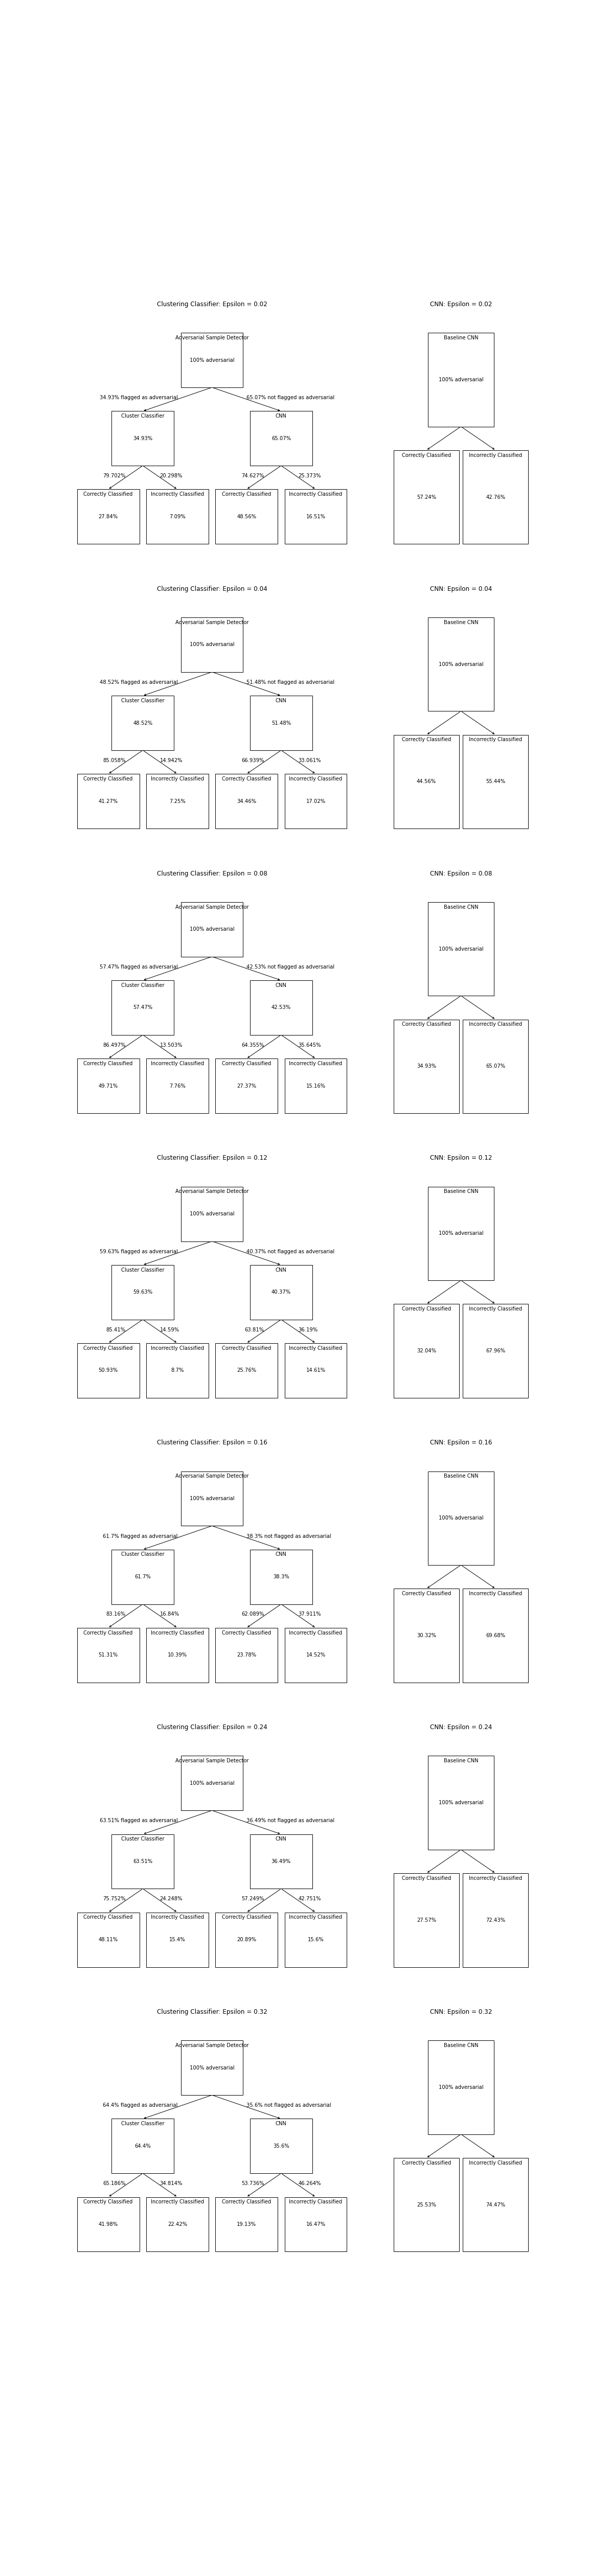 Clustering Classifier: Epsilon = 0.02
CNN: Epsilon = 0.02
Adversarial Sample Detector
100% adversarial
Baseline CNN
100% adversarial
34.93% flagged as adversarial
65.07% not flagged as adversarial
Cluster Classifier
34.93%
CNN
65.07%
79.702%
20.298%
74.627%
25.373%
Correctly Classified
27.84%
Incorrectly Classified
7.09%
Correctly Classified
48.56%
Incorrectly Classified
16.51%
Correctly Classified
57.24%
Incorrectly Classified
42.76%
Clustering Classifier: Epsilon = 0.04
CNN: Epsilon = 0.04
Adversarial Sample Detector
100% adversarial
Baseline CNN
100% adversarial
48.52% flagged as adversarial
51.48% not flagged as adversarial
Cluster Classifier
48.52%
CNN
51.48%
85.058%
14.942%
66.939%
33.061%
Correctly Classified
41.27%
Incorrectly Classified
7.25%
Correctly Classified
34.46%
Incorrectly Classified
17.02%
Correctly Classified
44.56%
Incorrectly Classified
55.44%
Clustering Classifier: Epsilon = 0.08
CNN: Epsilon = 0.08
Adversarial Sample Detector
100% adversarial
Baseline CNN
100% adversarial
57.47% flagged as adversarial
42.53% not flagged as adversarial
Cluster Classifier
57.47%
CNN
42.53%
86.497%
13.503%
64.355%
35.645%
Correctly Classified
49.71%
Incorrectly Classified
7.76%
Correctly Classified
27.37%
Incorrectly Classified
15.16%
Correctly Classified
34.93%
Incorrectly Classified
65.07%
Clustering Classifier: Epsilon = 0.12
CNN: Epsilon = 0.12
Adversarial Sample Detector
100% adversarial
Baseline CNN
100% adversarial
59.63% flagged as adversarial
40.37% not flagged as adversarial
Cluster Classifier
59.63%
CNN
40.37%
85.41%
14.59%
63.81%
36.19%
Correctly Classified
50.93%
Incorrectly Classified
8.7%
Correctly Classified
25.76%
Incorrectly Classified
14.61%
Correctly Classified
32.04%
Incorrectly Classified
67.96%
Clustering Classifier: Epsilon = 0.16
CNN: Epsilon = 0.16
Adversarial Sample Detector
100% adversarial
Baseline CNN
100% adversarial
61.7% flagged as adversarial
38.3% not flagged as adversarial
Cluster Classifier
61.7%
CNN
38.3%
83.16%
16.84%
62.089%
37.911%
Correctly Classified
51.31%
Incorrectly Classified
10.39%
Correctly Classified
23.78%
Incorrectly Classified
14.52%
Correctly Classified
30.32%
Incorrectly Classified
69.68%
Clustering Classifier: Epsilon = 0.24
CNN: Epsilon = 0.24
Adversarial Sample Detector
100% adversarial
Baseline CNN
100% adversarial
63.51% flagged as adversarial
36.49% not flagged as adversarial
Cluster Classifier
63.51%
CNN
36.49%
75.752%
24.248%
57.249%
42.751%
Correctly Classified
48.11%
Incorrectly Classified
15.4%
Correctly Classified
20.89%
Incorrectly Classified
15.6%
Correctly Classified
27.57%
Incorrectly Classified
72.43%
Clustering Classifier: Epsilon = 0.32
CNN: Epsilon = 0.32
Adversarial Sample Detector
100% adversarial
Baseline CNN
100% adversarial
64.4% flagged as adversarial
35.6% not flagged as adversarial
Cluster Classifier
64.4%
CNN
35.6%
65.186%
34.814%
53.736%
46.264%
Correctly Classified
41.98%
Incorrectly Classified
22.42%
Correctly Classified
19.13%
Incorrectly Classified
16.47%
Correctly Classified
25.53%
Incorrectly Classified
74.47%